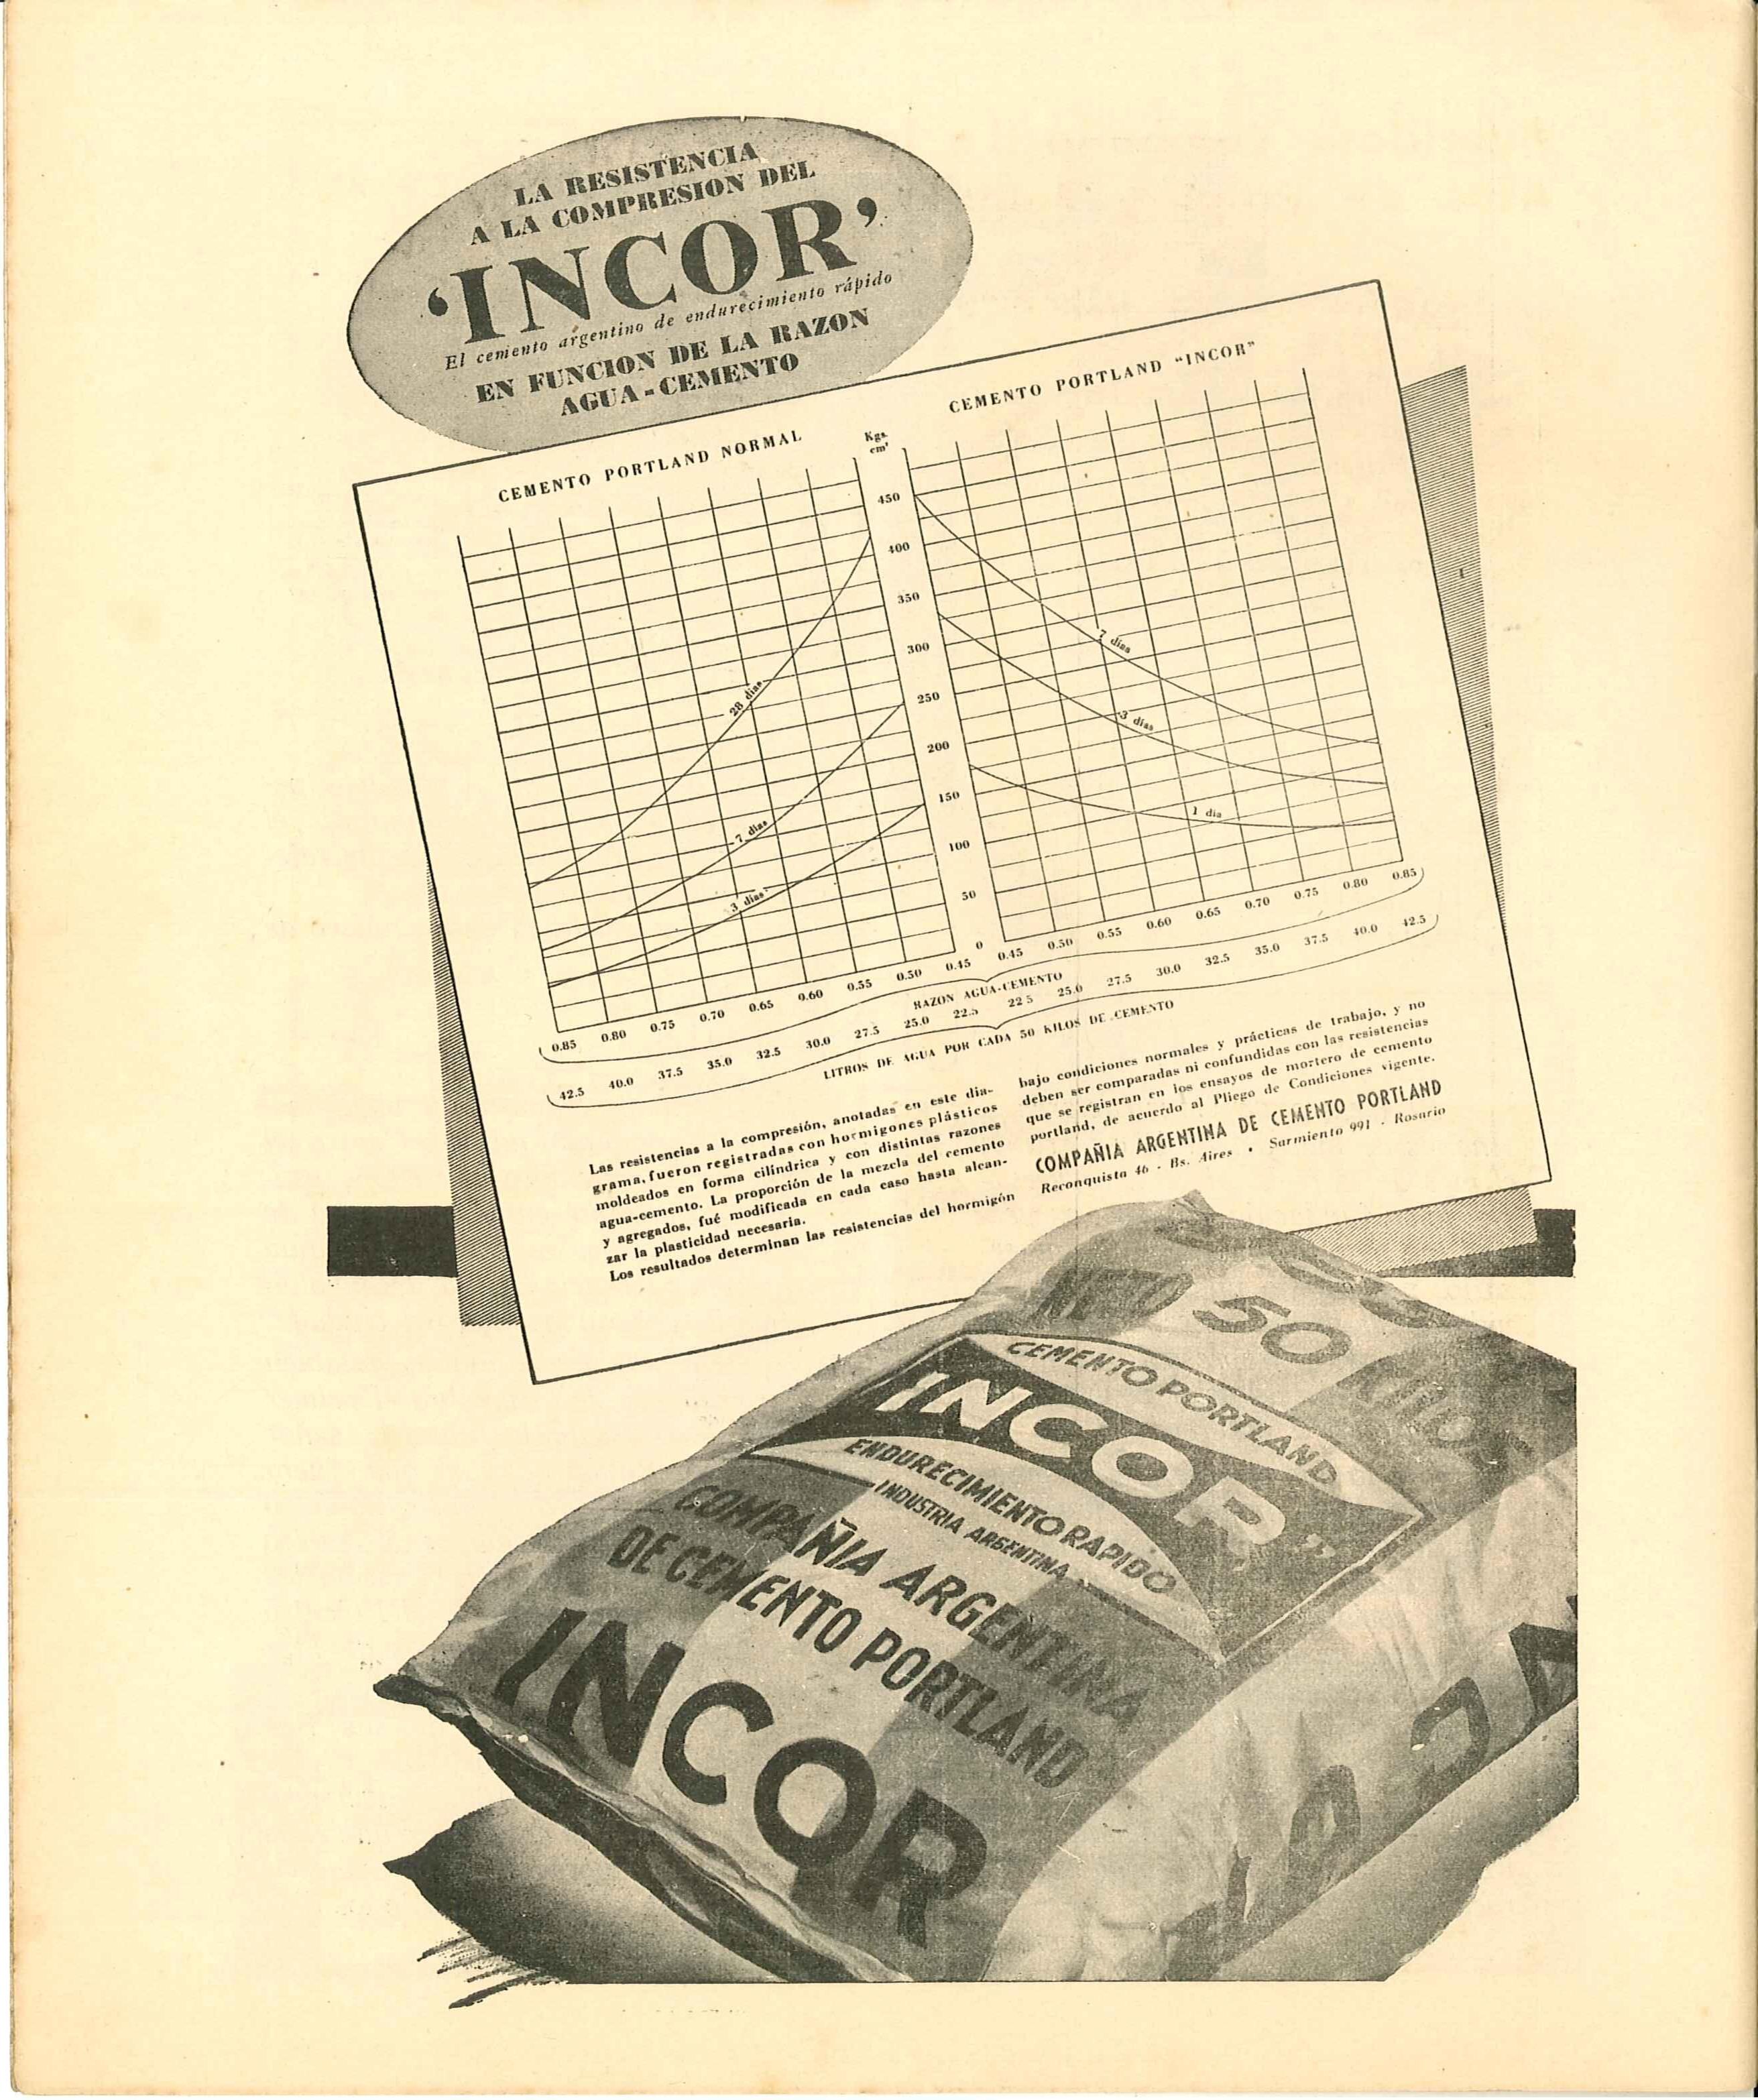 LA RESISTENCIA
A LA COMPRESION DEL
‘INCOR’
El cemento argentino de endurecimiento rápido
EN FUNCION DE LA RAZON
AGUA-CEMENTO
CEMENTO PORTLAND NORMAL
Kgs.
cm²
CEMENTO PORTLAND "INCOR"
450
400
350
300
250
200
150
100
50
0
28 dias
7 dias
3 dias
7 dias
3 dias
1 dia
0.85 0.80 0.75 0.70 0.65 0.60 0.55 0.50 0.45
0.45 0.50 0.55 0.60 0.65 0.70 0.75 0.80 0.85
RAZON AGUA-CEMENTO
42.5 40.0 37.5 35.0 32.5 30.0 27.5 25.0 22.5
22 5 25.0 27.5 30.0 32.5 35.0 37.5 40.0 42.5
LITROS DE AGUA POR CADA 50 KILOS DE CEMENTO
Las resistencias a la compresión, anotadas en este dia-
grama, fueron registradas con hormigones plásticos
moldeados en forma cilíndrica y con distintas razones
agua-cemento. La proporción de la mezcla del cemento
y agregados, fué modificada en cada caso hasta alcan-
zar la plasticidad necesaria.
Los resultados determinan las resistencias del hormigón
bajo condiciones normales y prácticas de trabajo, y no
deben ser comparadas ni confundidas con las resistencias
que se registran en los ensayos de mortero de cemento
portland, de acuerdo al Pliego de Condiciones vigente.
COMPAÑIA ARGENTINA DE CEMENTO PORTLAND
Reconquista 46 - Bs. Aires • Sarmiento 991 - Rosario
NETO 50 KILOS
CEMENTO PORTLAND
INCOR"
ENDURECIMIENTO RAPIDO
INDUSTRIA ARGENTINA
COMPAÑIA ARGENTINA
DE CEMENTO PORTLAND
INCOR